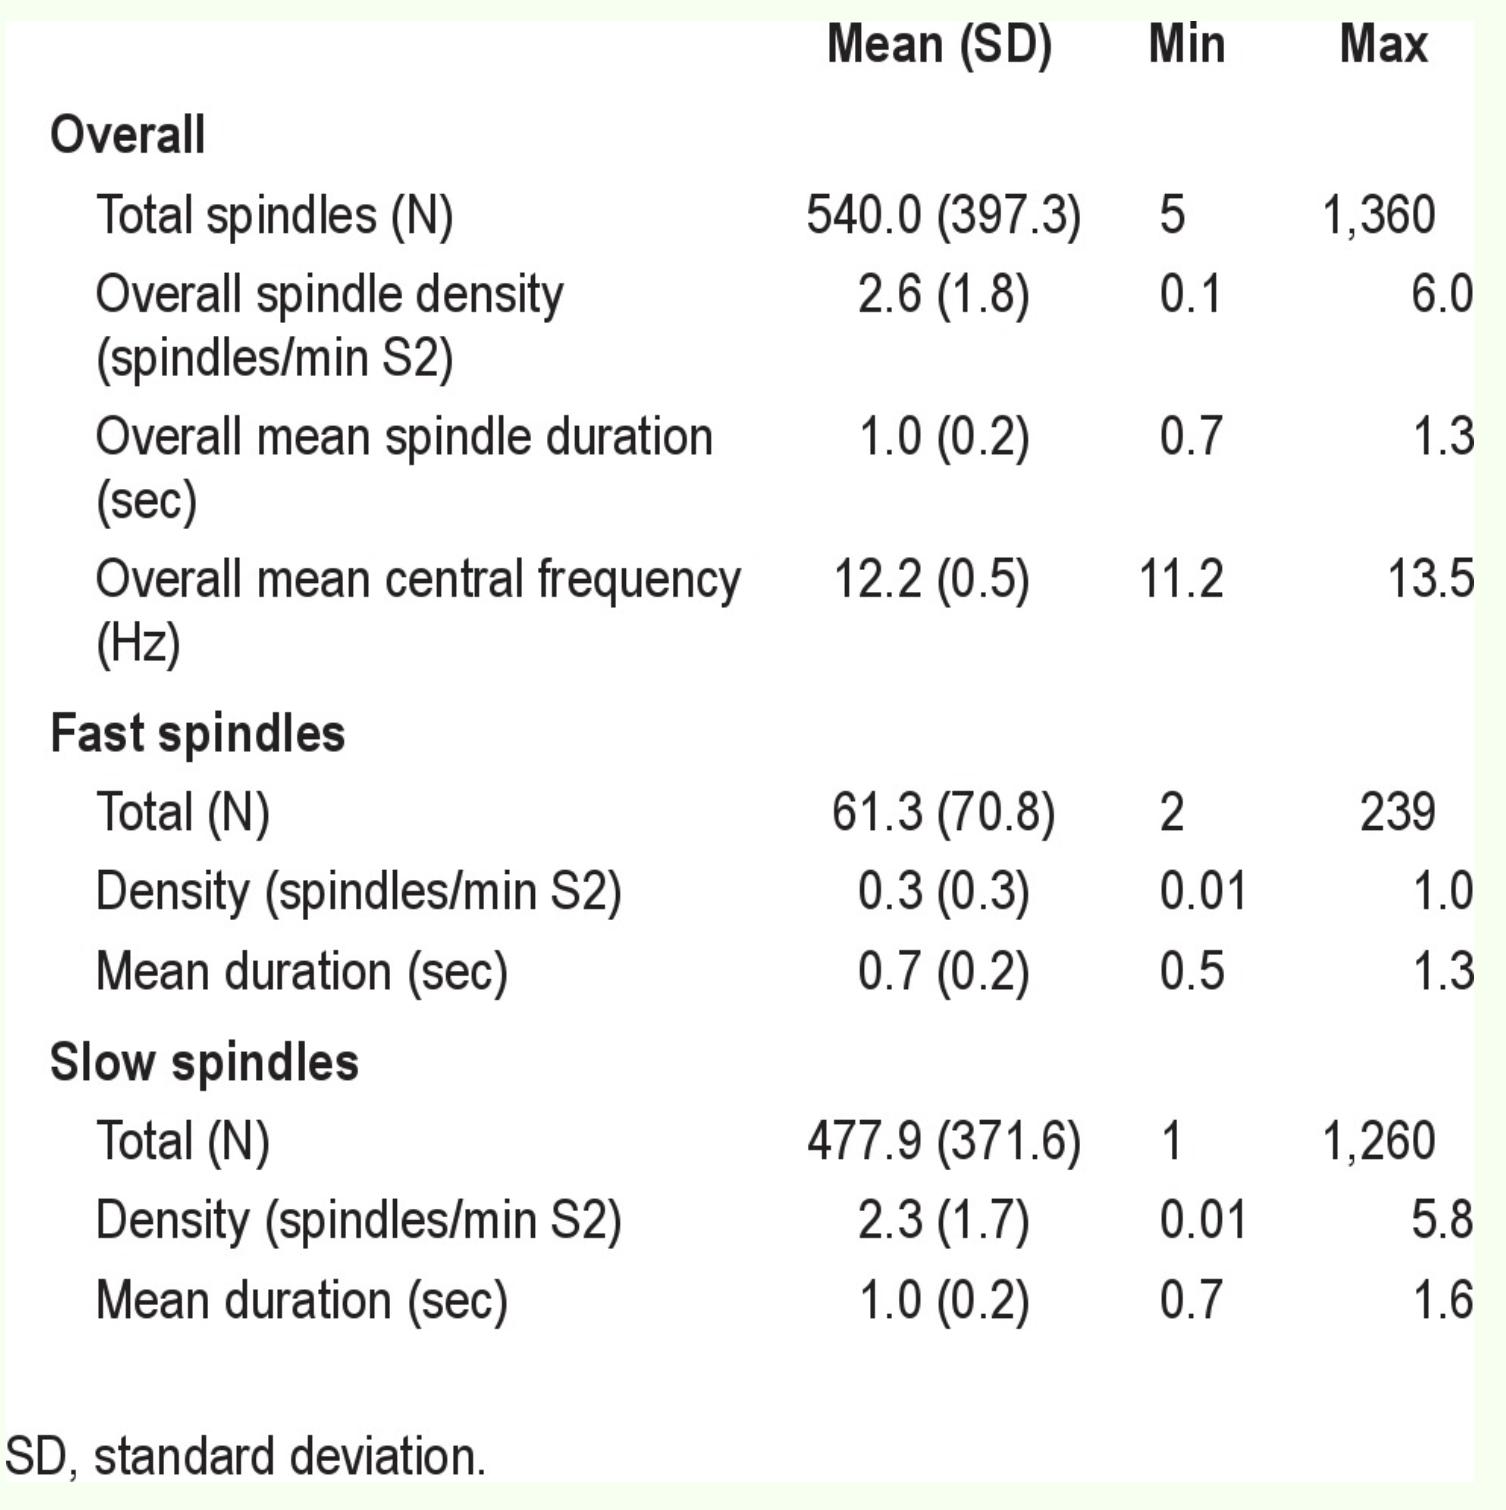 Mean (SD) Min Max
Overall
Total spindles (N) 540.0 (397.3) 5 1,360
Overall spindle density 2.6 (1.8) 0.1 6.0
(spindles/min S2)
Overall mean spindle duration 1.0 (0.2) 0.7 1.3
(sec)
Overall mean central frequency 12.2 (0.5) 11.2 13.5
(Hz)
Fast spindles
Total (N) 61.3 (70.8) 2 239
Density (spindles/min S2) 0.3 (0.3) 0.01 1.0
Mean duration (sec) 0.7 (0.2) 0.5 1.3
Slow spindles
Total (N) 477.9 (371.6) 1 1,260
Density (spindles/min S2) 2.3 (1.7) 0.01 5.8
Mean duration (sec) 1.0 (0.2) 0.7 1.6
SD, standard deviation.